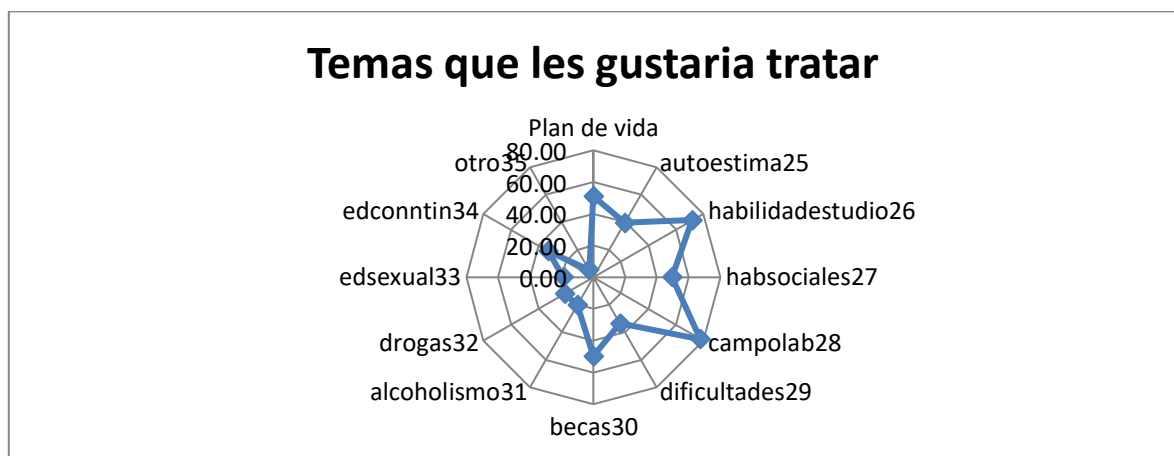 Temas que les gustaria tratar
Plan de vida
autoestima25
habilidadestudio26
habsociales27
campolab28
dificultades29
becas30
alcoholismo31
drogas32
edsexual33
edconntin34
otro35
80.00
60.00
40.00
20.00
0.00